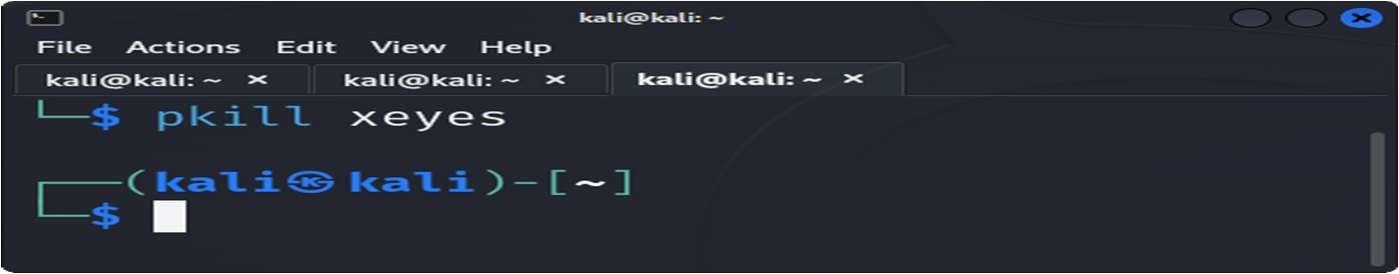 kali@kali: ~
File Actions Edit View Help
kali@kali: ~ × kali@kali: ~ × kali@kali: ~ ×
└─$ pkill xeyes
┌──(kali㉿kali)-[~]
└─$